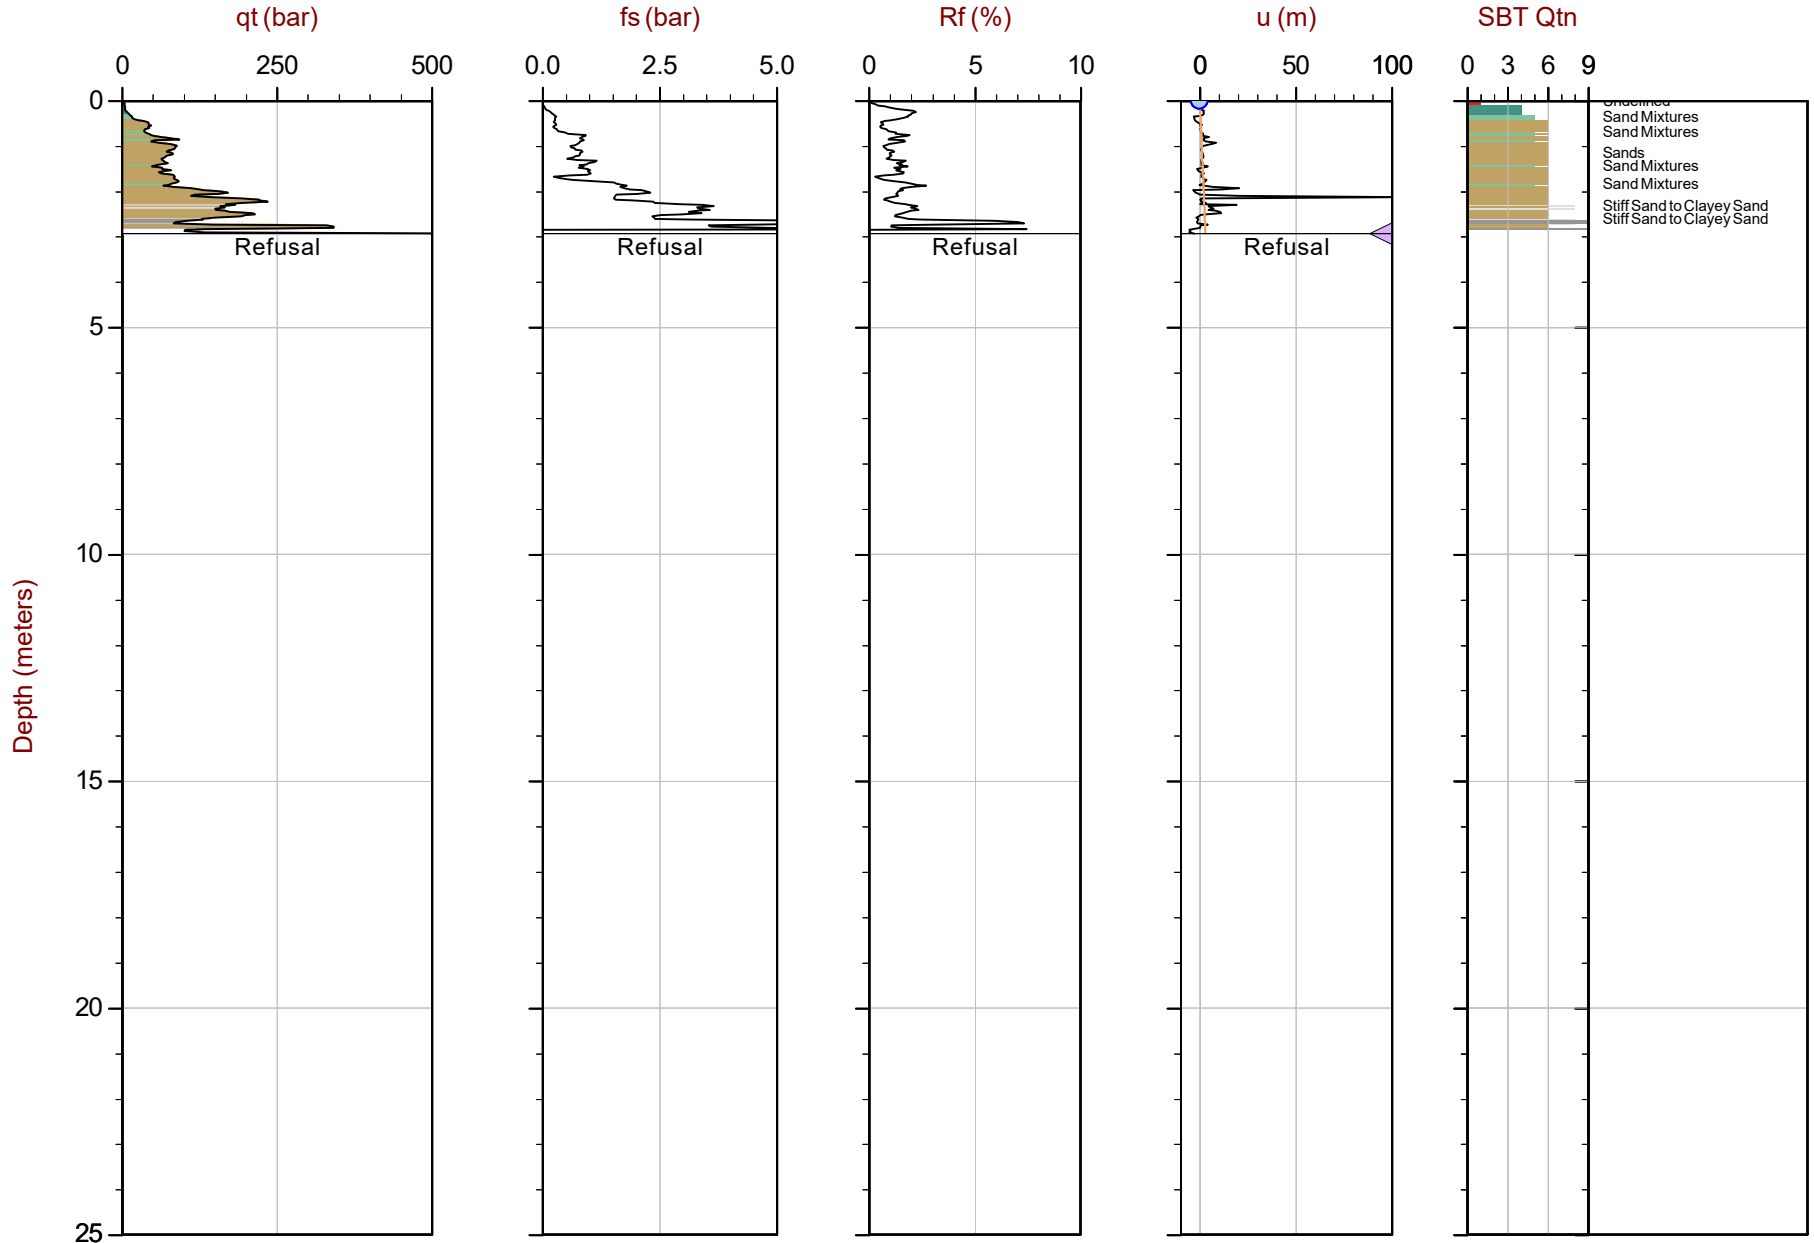 qt (bar) fs (bar) Rf (%) u (m) SBT Qtn
0 250 500 0.0 2.5 5.0 0 5 10 0 50 100 0 3 6 9
0
Undefined
Sand Mixtures
Sand Mixtures
Sands
Sand Mixtures
Sand Mixtures
Stiff Sand to Clayey Sand
Stiff Sand to Clayey Sand
Refusal Refusal Refusal Refusal
5
10
Depth (meters)
15
20
25